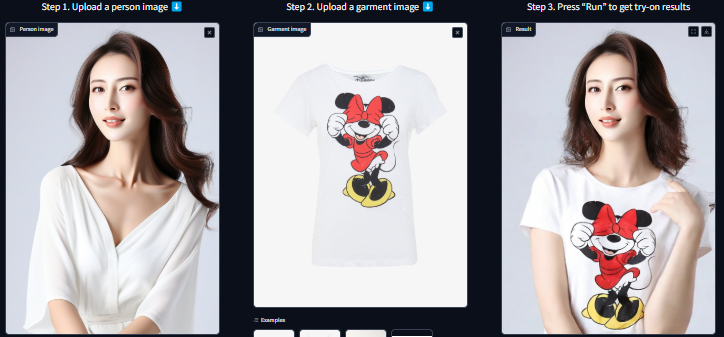 Step 1. Upload a person image ⬇️
Step 2. Upload a garment image ⬇️
Step 3. Press “Run” to get try-on results
Person image
Garment image
Result
Examples